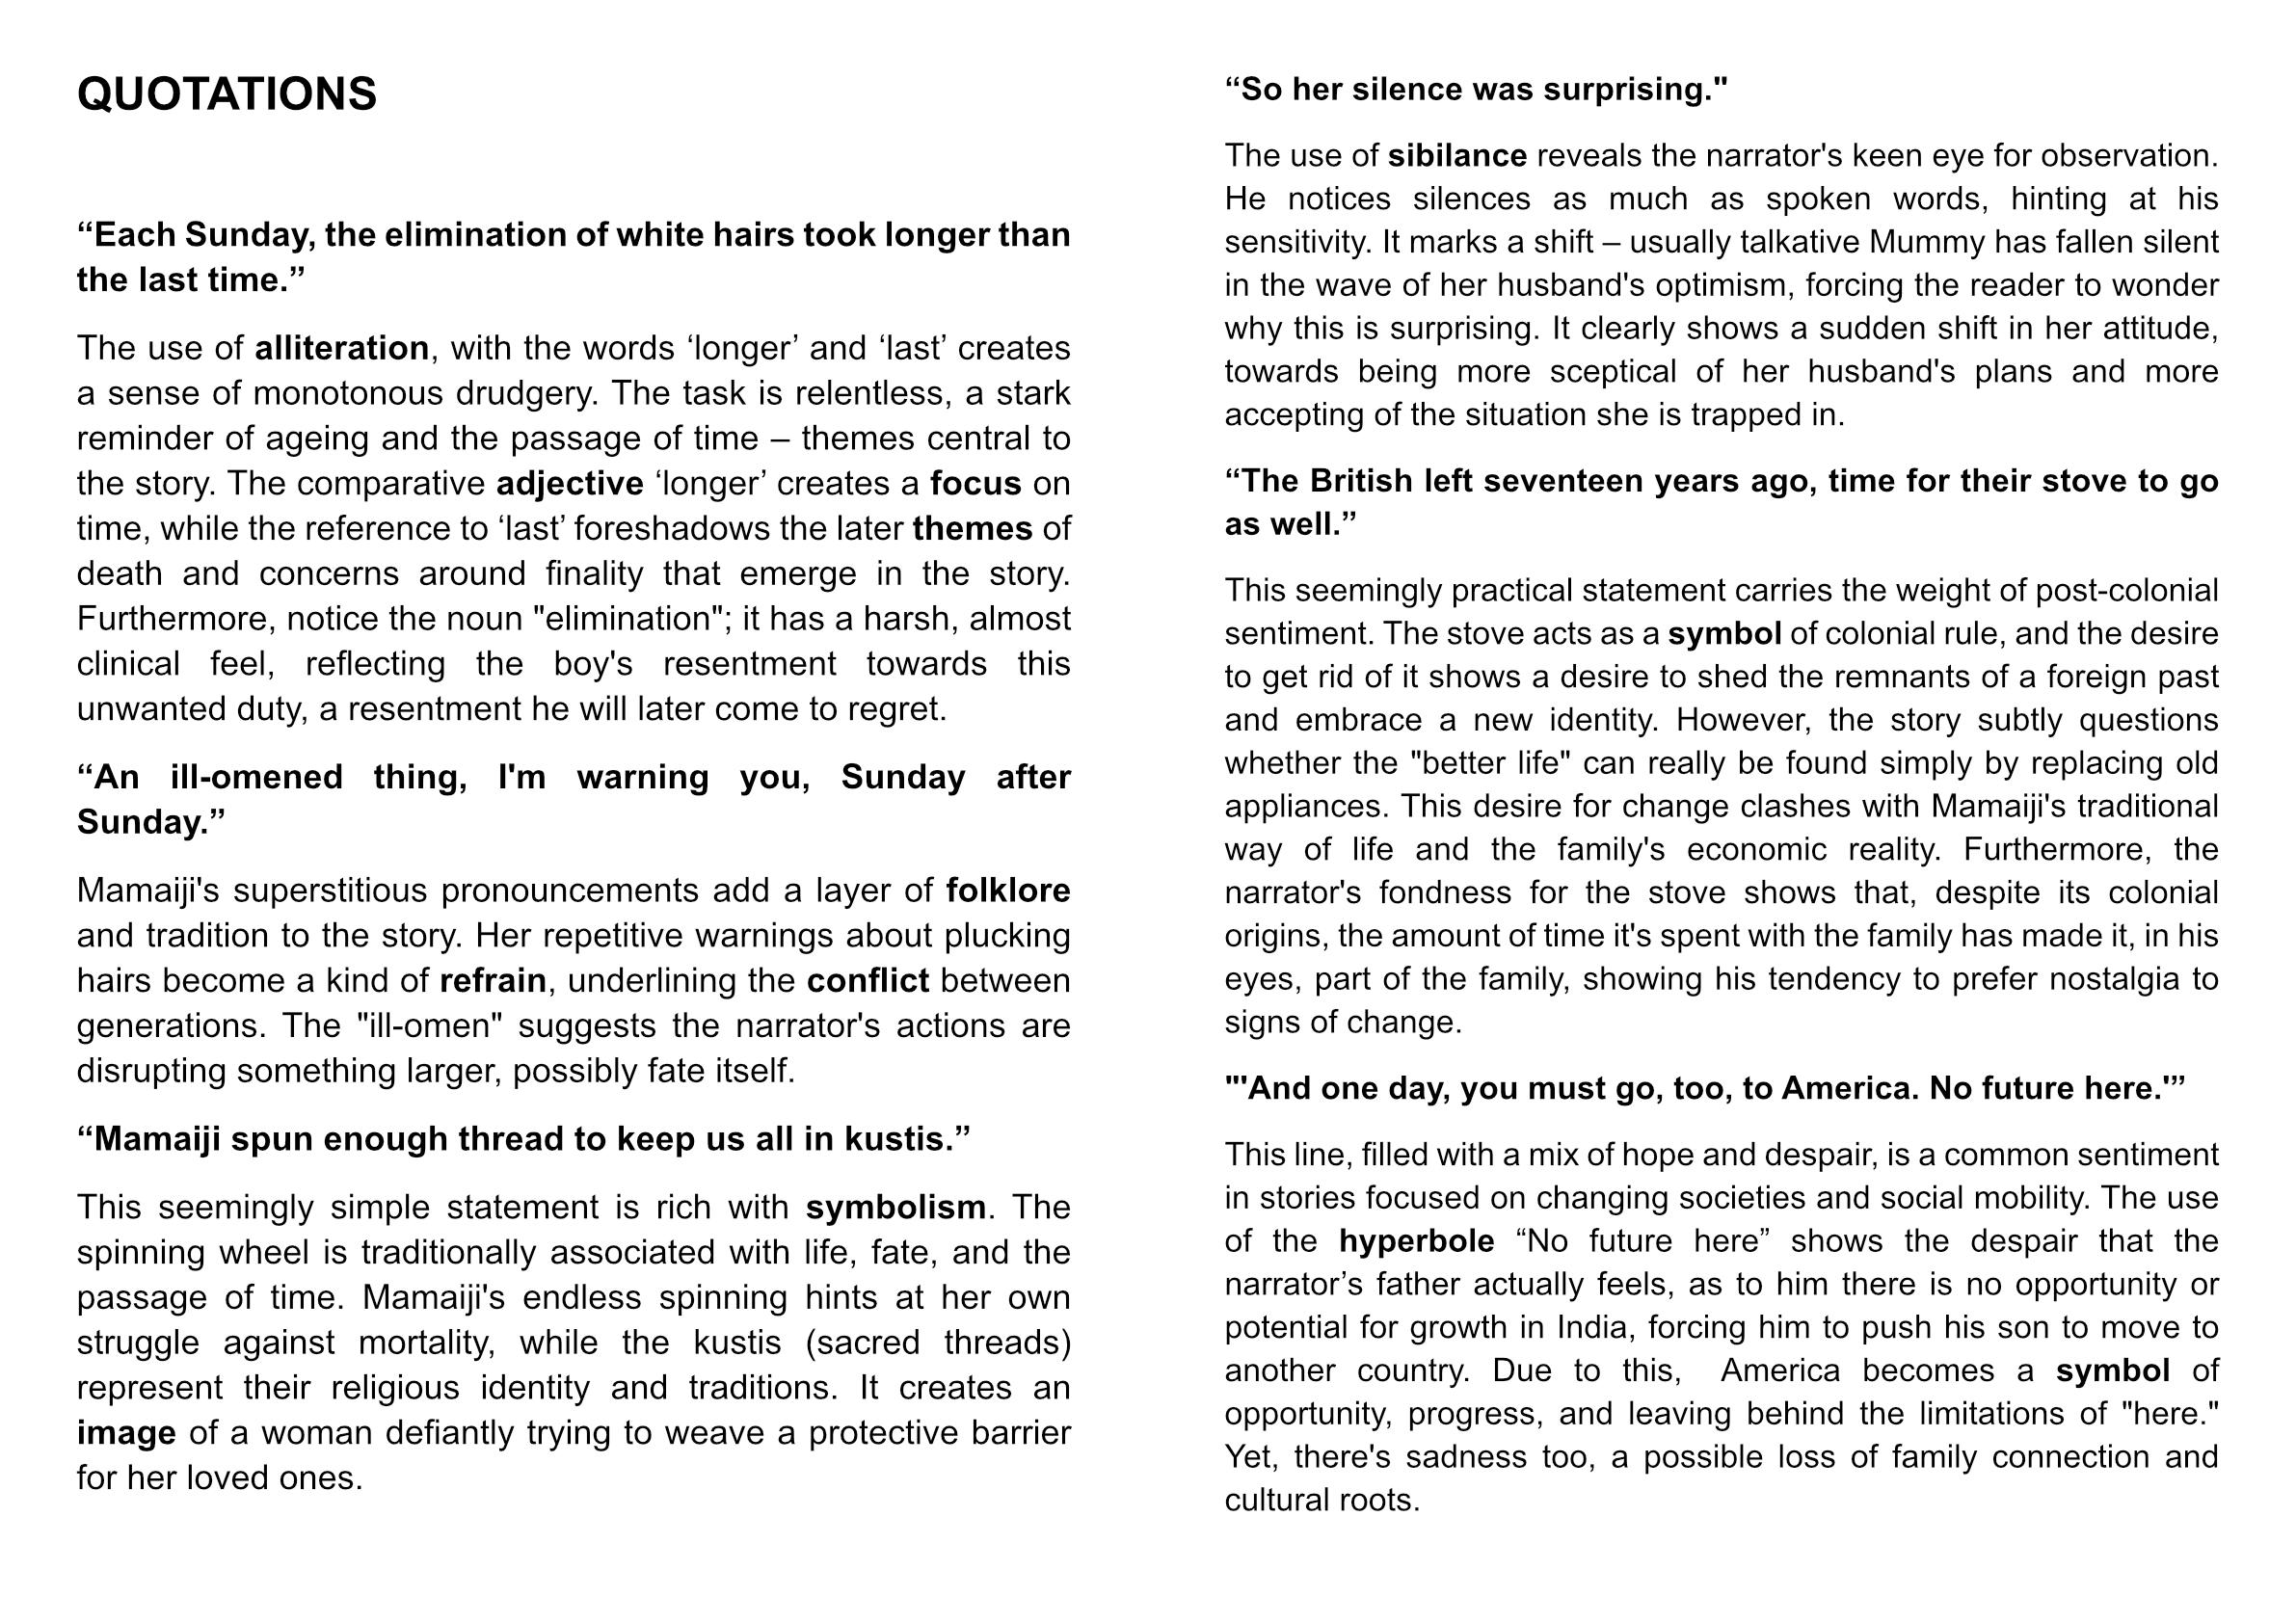 QUOTATIONS
“Each Sunday, the elimination of white hairs took longer than
the last time.”
The use of alliteration, with the words ‘longer’ and ‘last’ creates
a sense of monotonous drudgery. The task is relentless, a stark
reminder of ageing and the passage of time – themes central to
the story. The comparative adjective ‘longer’ creates a focus on
time, while the reference to ‘last’ foreshadows the later themes of
death and concerns around finality that emerge in the story.
Furthermore, notice the noun "elimination"; it has a harsh, almost
clinical feel, reflecting the boy's resentment towards this
unwanted duty, a resentment he will later come to regret.
“An ill-omened thing, I'm warning you, Sunday after
Sunday.”
Mamaiji's superstitious pronouncements add a layer of folklore
and tradition to the story. Her repetitive warnings about plucking
hairs become a kind of refrain, underlining the conflict between
generations. The "ill-omen" suggests the narrator's actions are
disrupting something larger, possibly fate itself.
“Mamaiji spun enough thread to keep us all in kustis.”
This seemingly simple statement is rich with symbolism. The
spinning wheel is traditionally associated with life, fate, and the
passage of time. Mamaiji's endless spinning hints at her own
struggle against mortality, while the kustis (sacred threads)
represent their religious identity and traditions. It creates an
image of a woman defiantly trying to weave a protective barrier
for her loved ones.
“So her silence was surprising."
The use of sibilance reveals the narrator's keen eye for observation.
He notices silences as much as spoken words, hinting at his
sensitivity. It marks a shift – usually talkative Mummy has fallen silent
in the wave of her husband's optimism, forcing the reader to wonder
why this is surprising. It clearly shows a sudden shift in her attitude,
towards being more sceptical of her husband's plans and more
accepting of the situation she is trapped in.
“The British left seventeen years ago, time for their stove to go
as well.”
This seemingly practical statement carries the weight of post-colonial
sentiment. The stove acts as a symbol of colonial rule, and the desire
to get rid of it shows a desire to shed the remnants of a foreign past
and embrace a new identity. However, the story subtly questions
whether the "better life" can really be found simply by replacing old
appliances. This desire for change clashes with Mamaiji's traditional
way of life and the family's economic reality. Furthermore, the
narrator's fondness for the stove shows that, despite its colonial
origins, the amount of time it's spent with the family has made it, in his
eyes, part of the family, showing his tendency to prefer nostalgia to
signs of change.
"'And one day, you must go, too, to America. No future here.'”
This line, filled with a mix of hope and despair, is a common sentiment
in stories focused on changing societies and social mobility. The use
of the hyperbole “No future here” shows the despair that the
narrator’s father actually feels, as to him there is no opportunity or
potential for growth in India, forcing him to push his son to move to
another country. Due to this, America becomes a symbol of
opportunity, progress, and leaving behind the limitations of "here."
Yet, there's sadness too, a possible loss of family connection and
cultural roots.